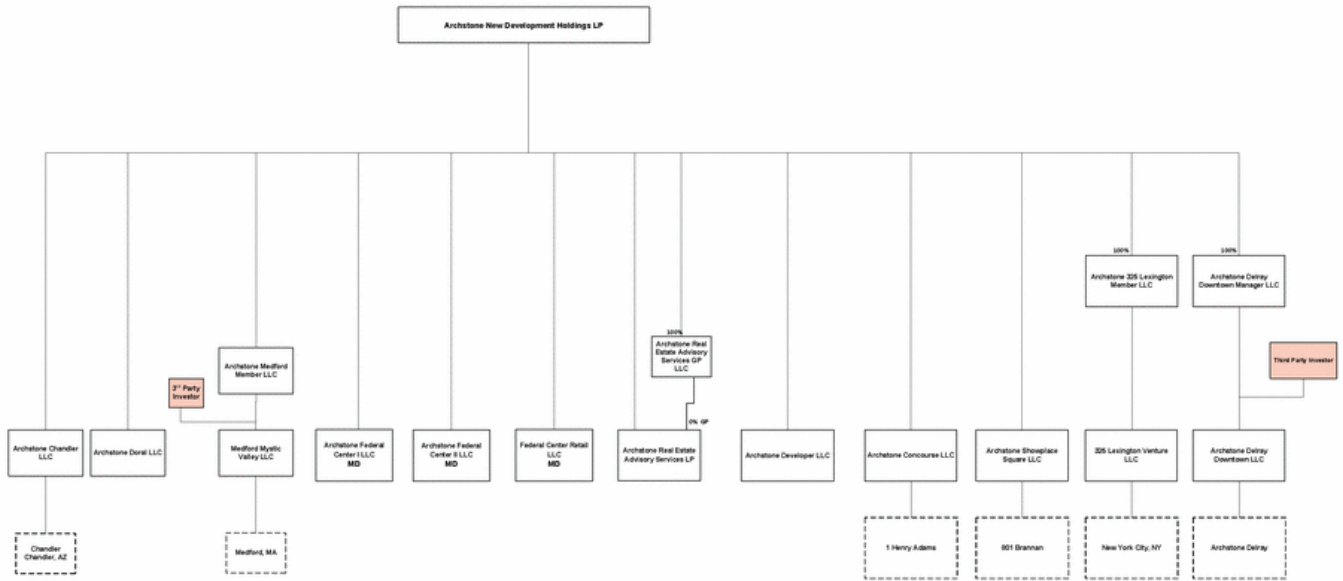 Archstone New Development Holdings LP
100%
100%
Archstone 325 Lexington
Member LLC
Archstone Delray
Downtown Manager LLC
100%
Archstone Real
Estate Advisory
Services GP
LLC
Third Party Investor
Archstone Medford
Member LLC
3rd Party
Investor
0% GP
Archstone Chandler
LLC
Archstone Doral LLC
Medford Mystic
Valley LLC
Archstone Federal
Center I LLC
MD
Archstone Federal
Center II LLC
MD
Federal Center Retail
LLC
MD
Archstone Real Estate
Advisory Services LP
Archstone Developer LLC
Archstone Concourse LLC
Archstone Showplace
Square LLC
325 Lexington Venture
LLC
Archstone Delray
Downtown LLC
Chandler
Chandler, AZ
Medford, MA
1 Henry Adams
801 Brannan
New York City, NY
Archstone Delray